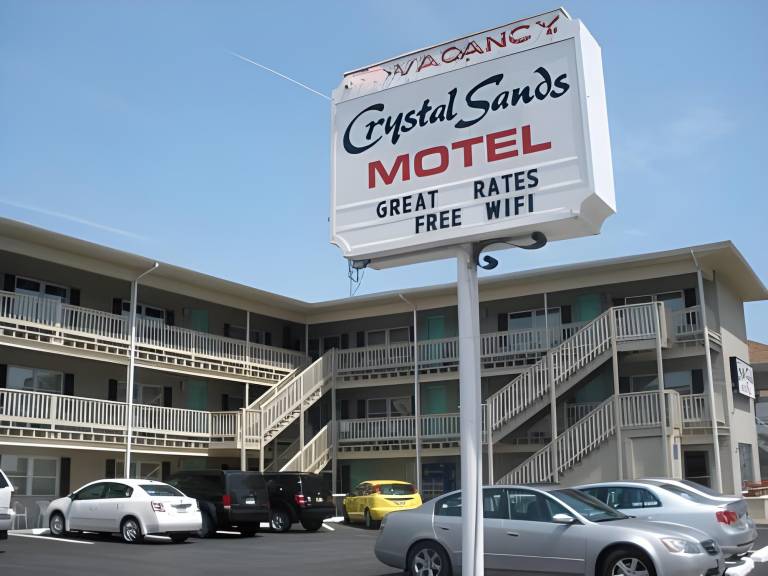 VACANCY
Crystal Sands
MOTEL
GREAT RATES
FREE WIFI